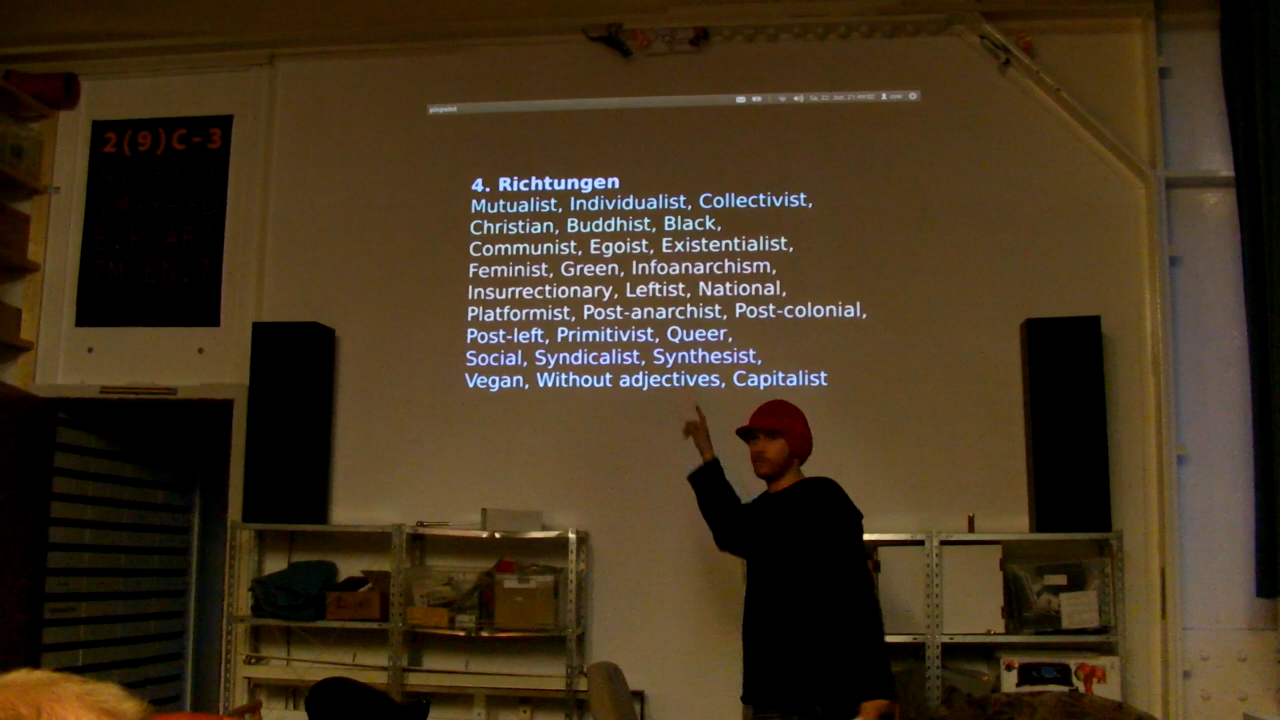 pinpoint
2(9)C-3
4. Richtungen
Mutualist, Individualist, Collectivist,
Christian, Buddhist, Black,
Communist, Egoist, Existentialist,
Feminist, Green, Infoanarchism,
Insurrectionary, Leftist, National,
Platformist, Post-anarchist, Post-colonial,
Post-left, Primitivist, Queer,
Social, Syndicalist, Synthesist,
Vegan, Without adjectives, Capitalist